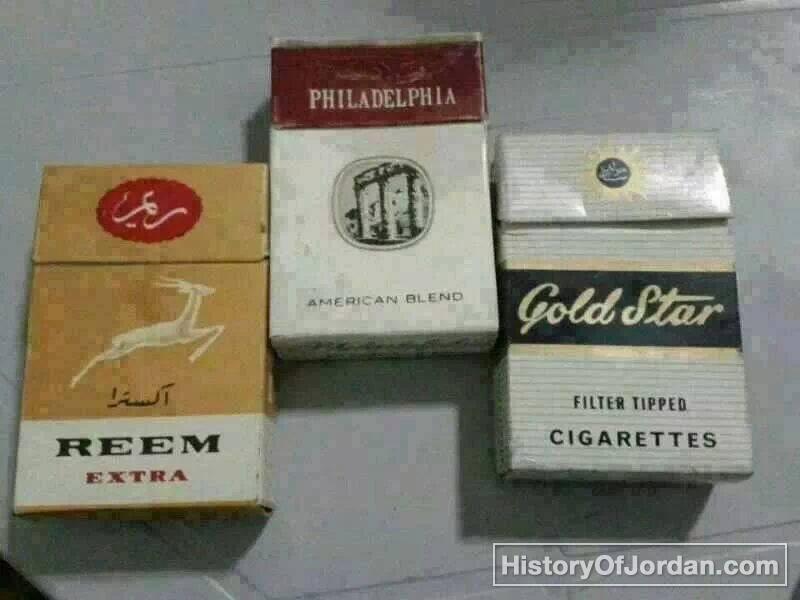 ريم
اكسترا
REEM
EXTRA
PHILADELPHIA
AMERICAN BLEND
Gold Star
FILTER TIPPED
CIGARETTES
HistoryOfJordan.com